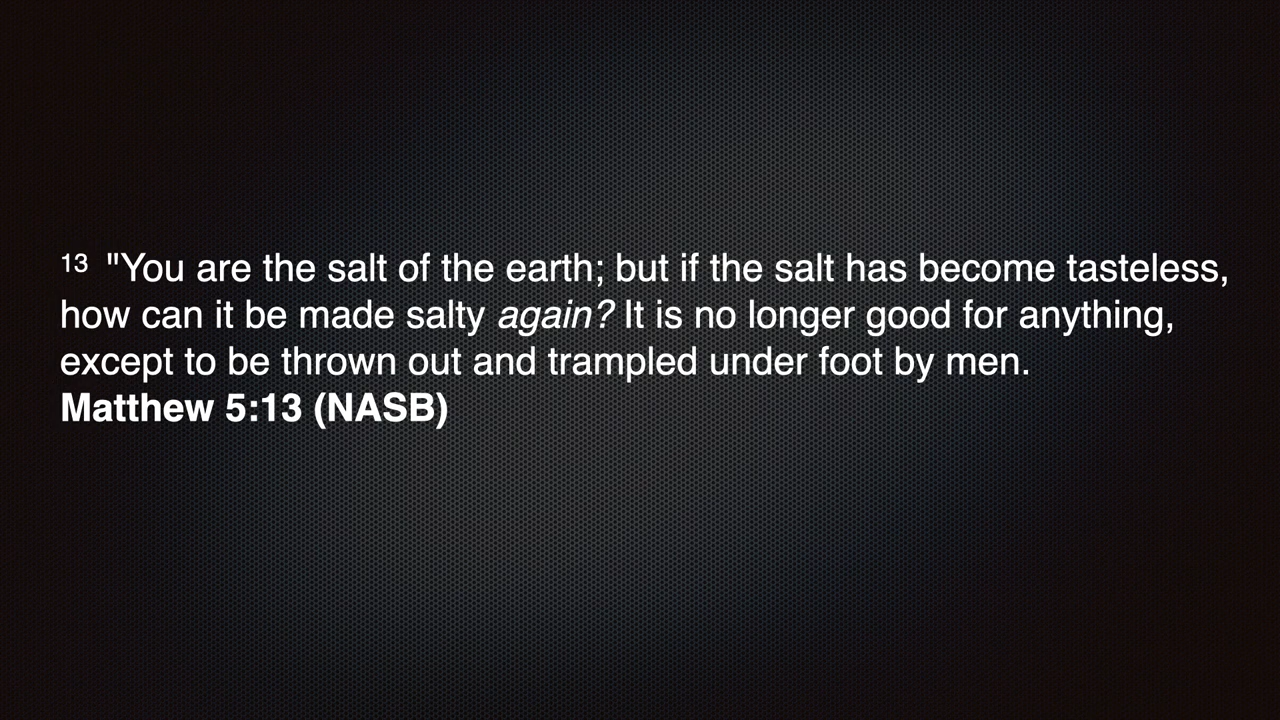 13 "You are the salt of the earth; but if the salt has become tasteless,
how can it be made salty again? It is no longer good for anything,
except to be thrown out and trampled under foot by men.
Matthew 5:13 (NASB)